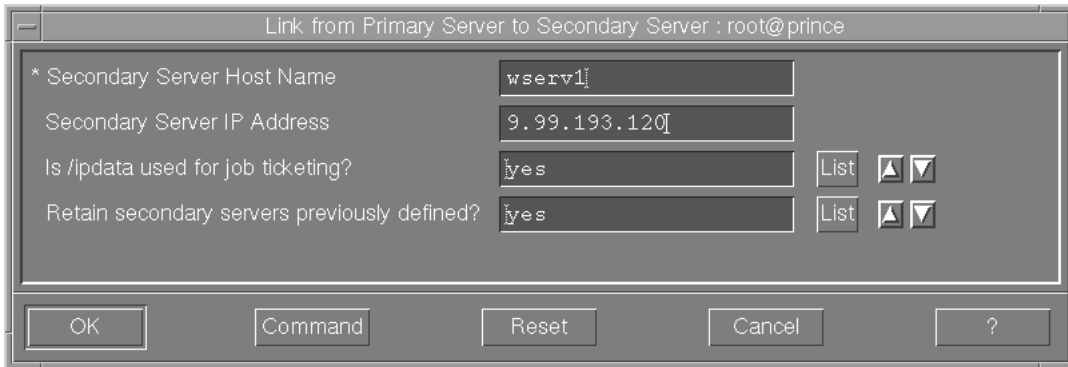 Link from Primary Server to Secondary Server : root@prince
* Secondary Server Host Name wserv1
Secondary Server IP Address 9.99.193.120
Is /ipdata used for job ticketing? yes List
Retain secondary servers previously defined? yes List
OK Command Reset Cancel ?